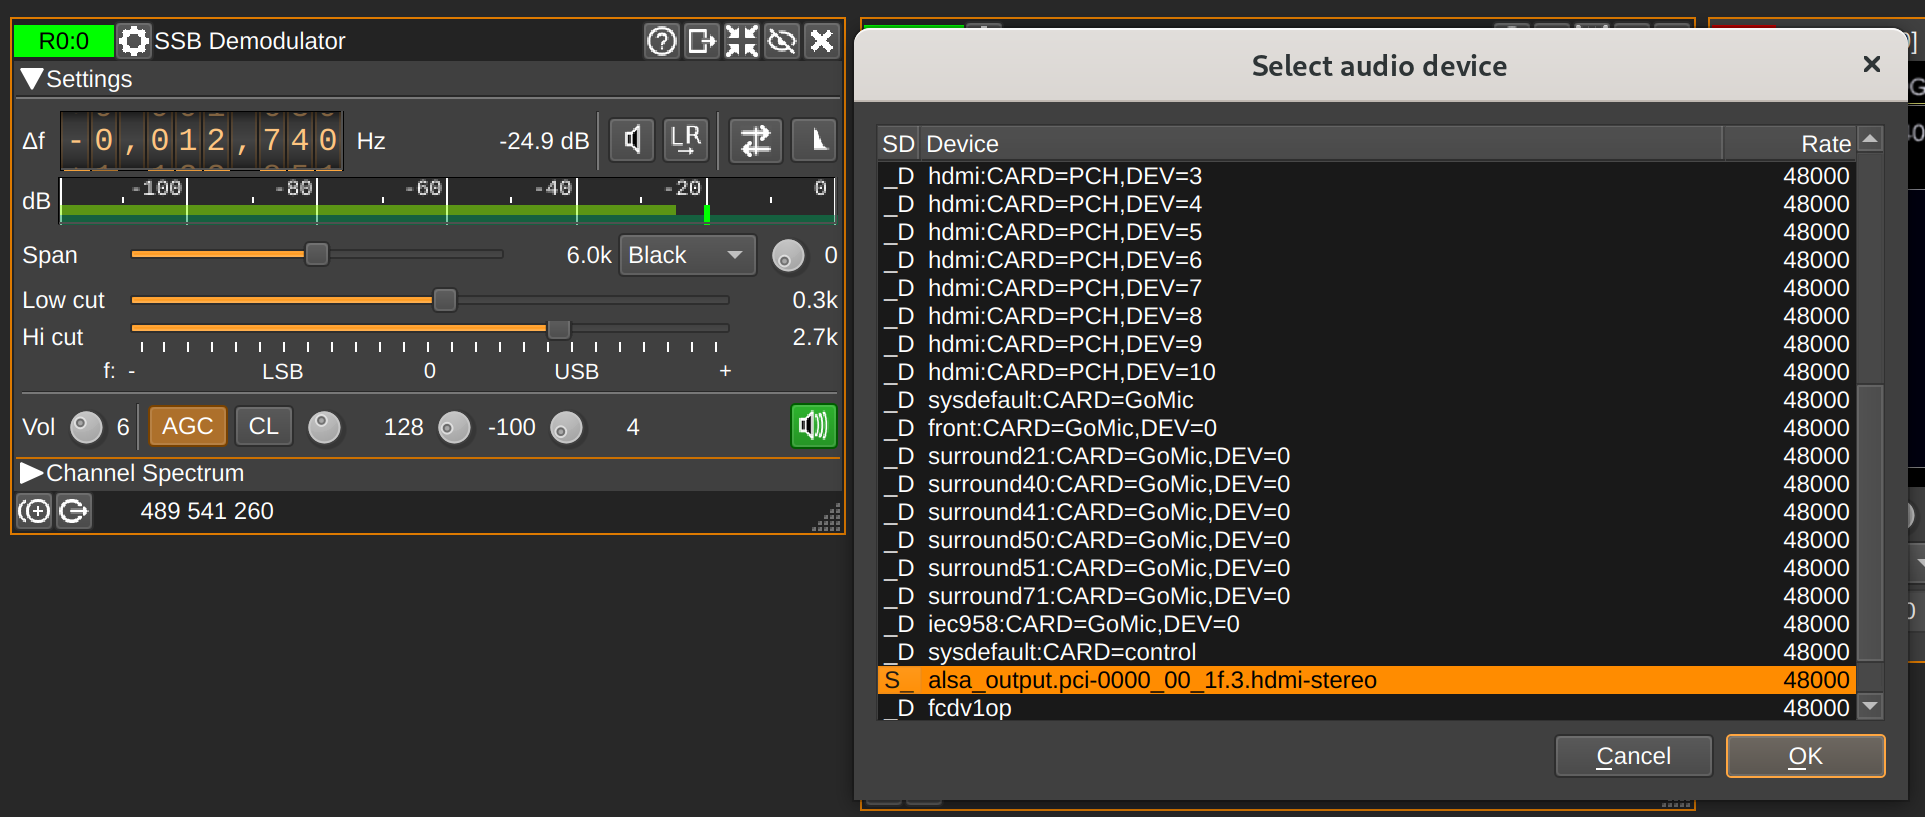 R0:0 SSB Demodulator
Settings
Δf -0,012,740 Hz -24.9 dB LR
dB -100 -80 -60 -40 -20 0
Span 6.0k Black 0
Low cut 0.3k
Hi cut 2.7k
f: - LSB 0 USB +
Vol 6 AGC CL 128 -100 4
Channel Spectrum
489 541 260
Select audio device
SD Device Rate
_D hdmi:CARD=PCH,DEV=3 48000
_D hdmi:CARD=PCH,DEV=4 48000
_D hdmi:CARD=PCH,DEV=5 48000
_D hdmi:CARD=PCH,DEV=6 48000
_D hdmi:CARD=PCH,DEV=7 48000
_D hdmi:CARD=PCH,DEV=8 48000
_D hdmi:CARD=PCH,DEV=9 48000
_D hdmi:CARD=PCH,DEV=10 48000
_D sysdefault:CARD=GoMic 48000
_D front:CARD=GoMic,DEV=0 48000
_D surround21:CARD=GoMic,DEV=0 48000
_D surround40:CARD=GoMic,DEV=0 48000
_D surround41:CARD=GoMic,DEV=0 48000
_D surround50:CARD=GoMic,DEV=0 48000
_D surround51:CARD=GoMic,DEV=0 48000
_D surround71:CARD=GoMic,DEV=0 48000
_D iec958:CARD=GoMic,DEV=0 48000
_D sysdefault:CARD=control 48000
S_ alsa_output.pci-0000_00_1f.3.hdmi-stereo 48000
_D fcdv1op 48000
Cancel OK